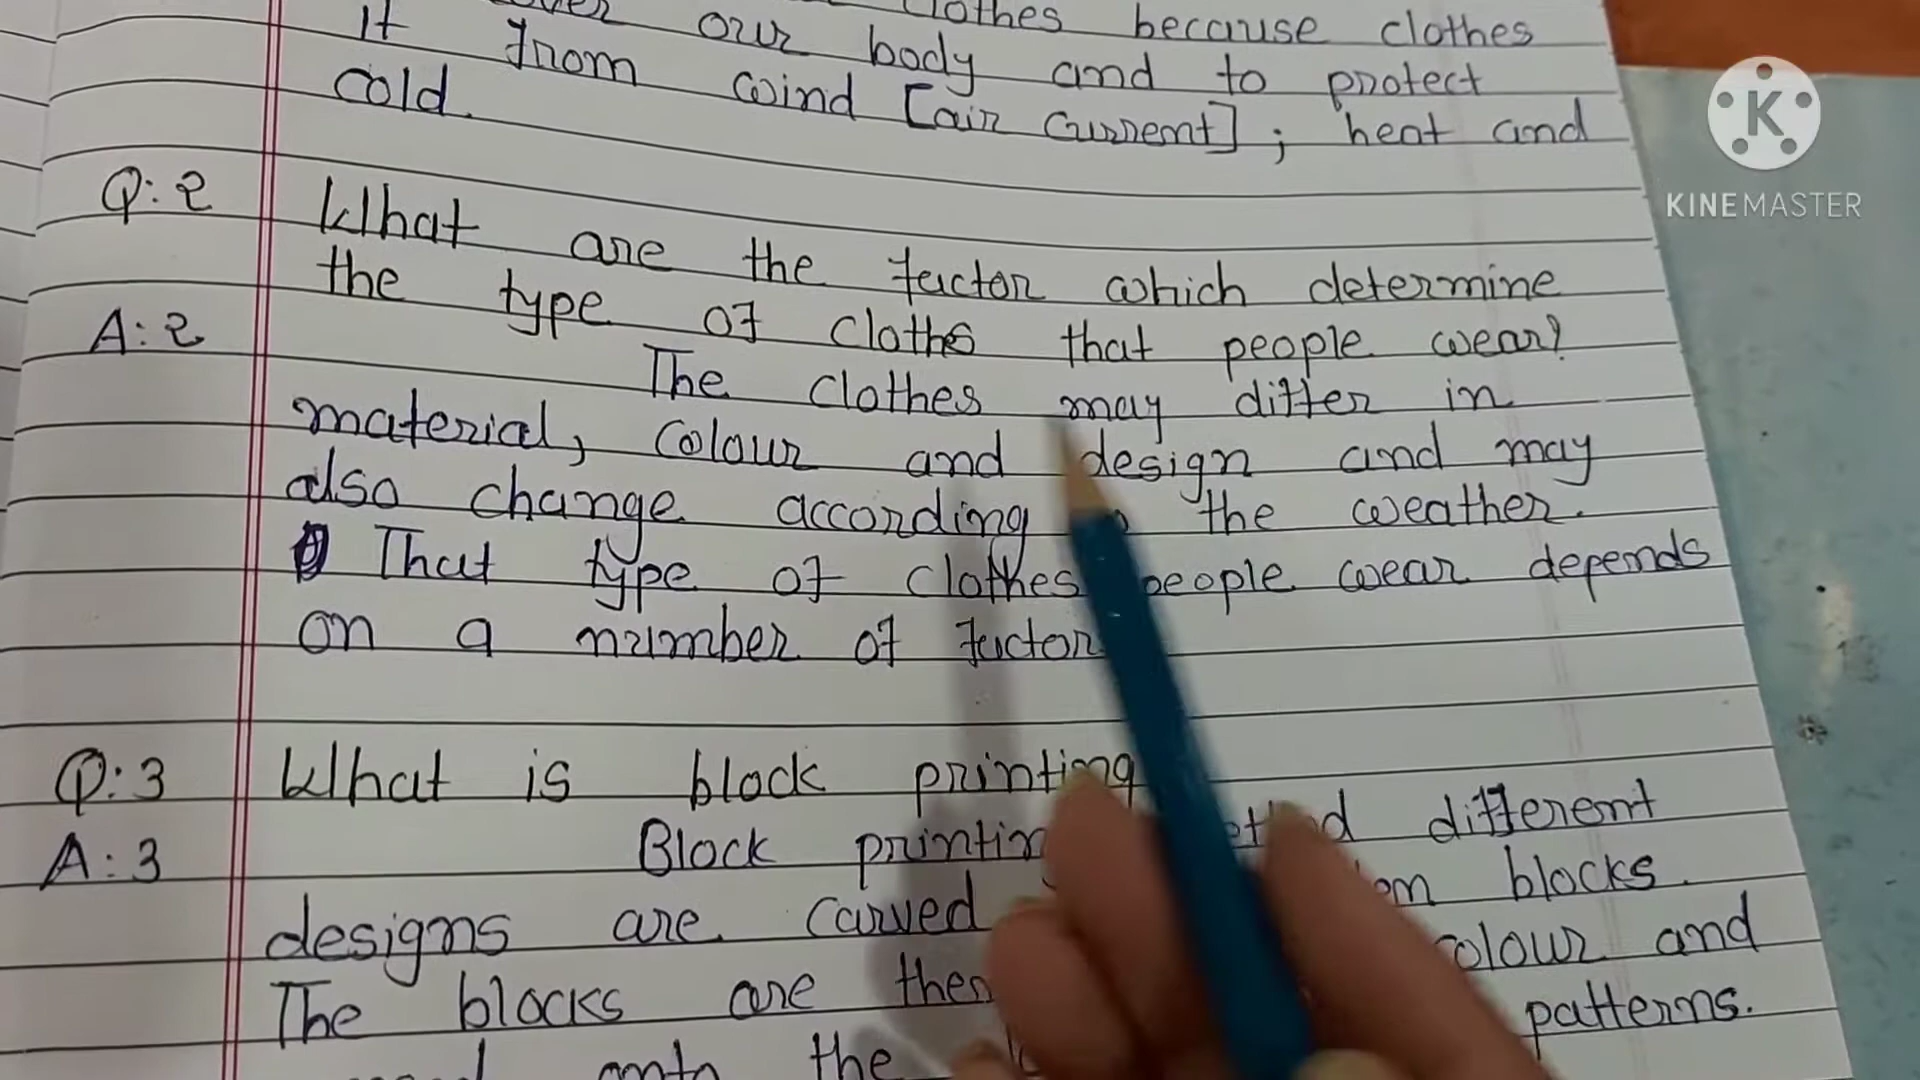 over our clothes because clothes
it from our body and to protect
cold. wind [air current]; heat and
Q:2 What are the factor which determine
the type of clothes that people wear?
A:2 The clothes may differ in
material, colour and design and may
also change according the weather.
That type of clothes people wear depends
on a number of factor
Q:3 What is block printing
A:3 Block printing different
designs are carved blocks.
The blocks are then colour and
onto the patterns.
K
KINEMASTER